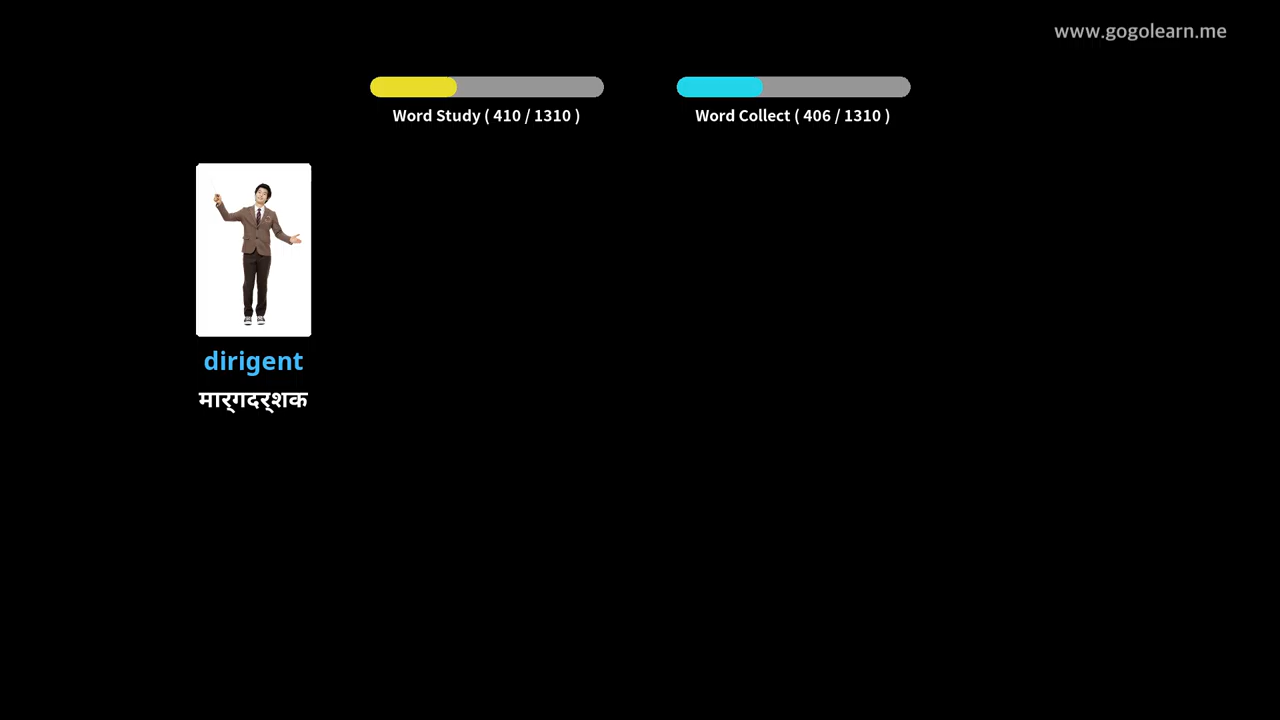 www.gogolearn.me
Word Study ( 410 / 1310 )
Word Collect ( 406 / 1310 )
dirigent
मार्गदर्शक